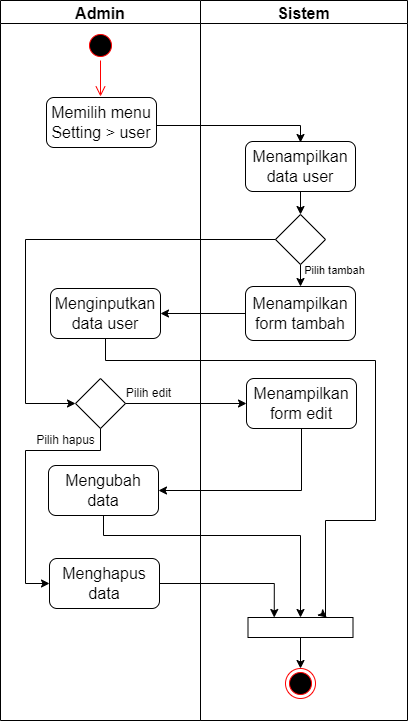 Admin
Sistem
Memilih menu
Setting > user
Menampilkan
data user
Pilih tambah
Menginputkan
data user
Menampilkan
form tambah
Pilih edit
Menampilkan
form edit
Pilih hapus
Mengubah
data
Menghapus
data